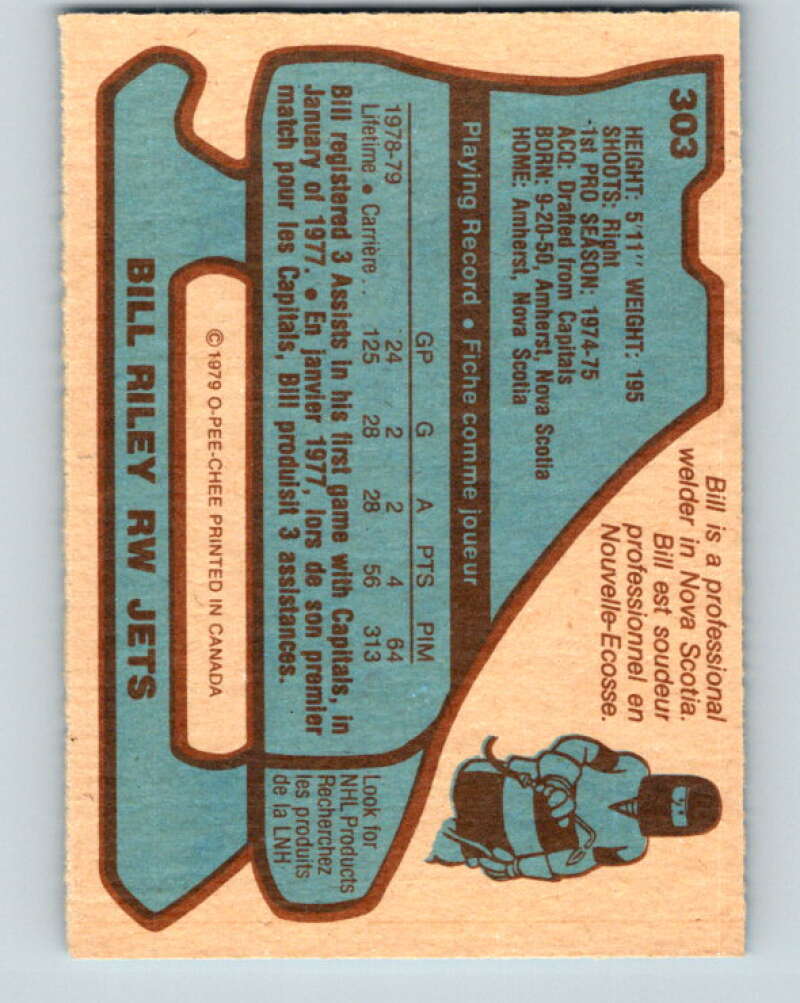 303
HEIGHT: 5'11" WEIGHT: 195
SHOOTS: Right
1st PRO SEASON: 1974-75
ACQ: Drafted from Capitals
BORN: 9-20-50, Amherst, Nova Scotia
HOME: Amherst, Nova Scotia
Bill is a professional
welder in Nova Scotia.
Bill est soudeur
professionnel en
Nouvelle-Ecosse.
Playing Record • Fiche comme joueur
GP G A PTS PIM
1978-79 24 2 2 4 64
Lifetime • Carrière .. 125 28 28 56 313
Bill registered 3 Assists in his first game with Capitals, in
January of 1977. • En janvier 1977, lors de son premier
match pour les Capitals, Bill produisit 3 assistances.
Look for
NHL Products
Recherchez
les produits
de la LNH
© 1979 O-PEE-CHEE PRINTED IN CANADA
BILL RILEY RW JETS